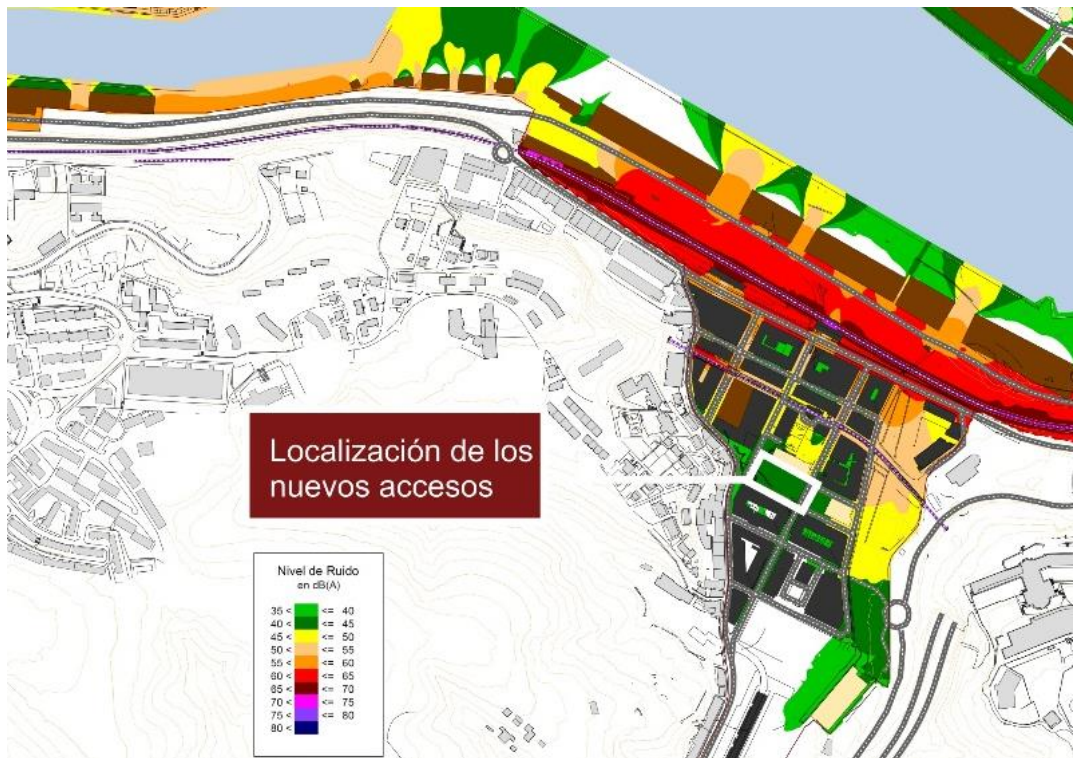 Localización de los
nuevos accesos
Nivel de Ruido
en dB(A)
35 < <= 40
40 < <= 45
45 < <= 50
50 < <= 55
55 < <= 60
60 < <= 65
65 < <= 70
70 < <= 75
75 < <= 80
80 <